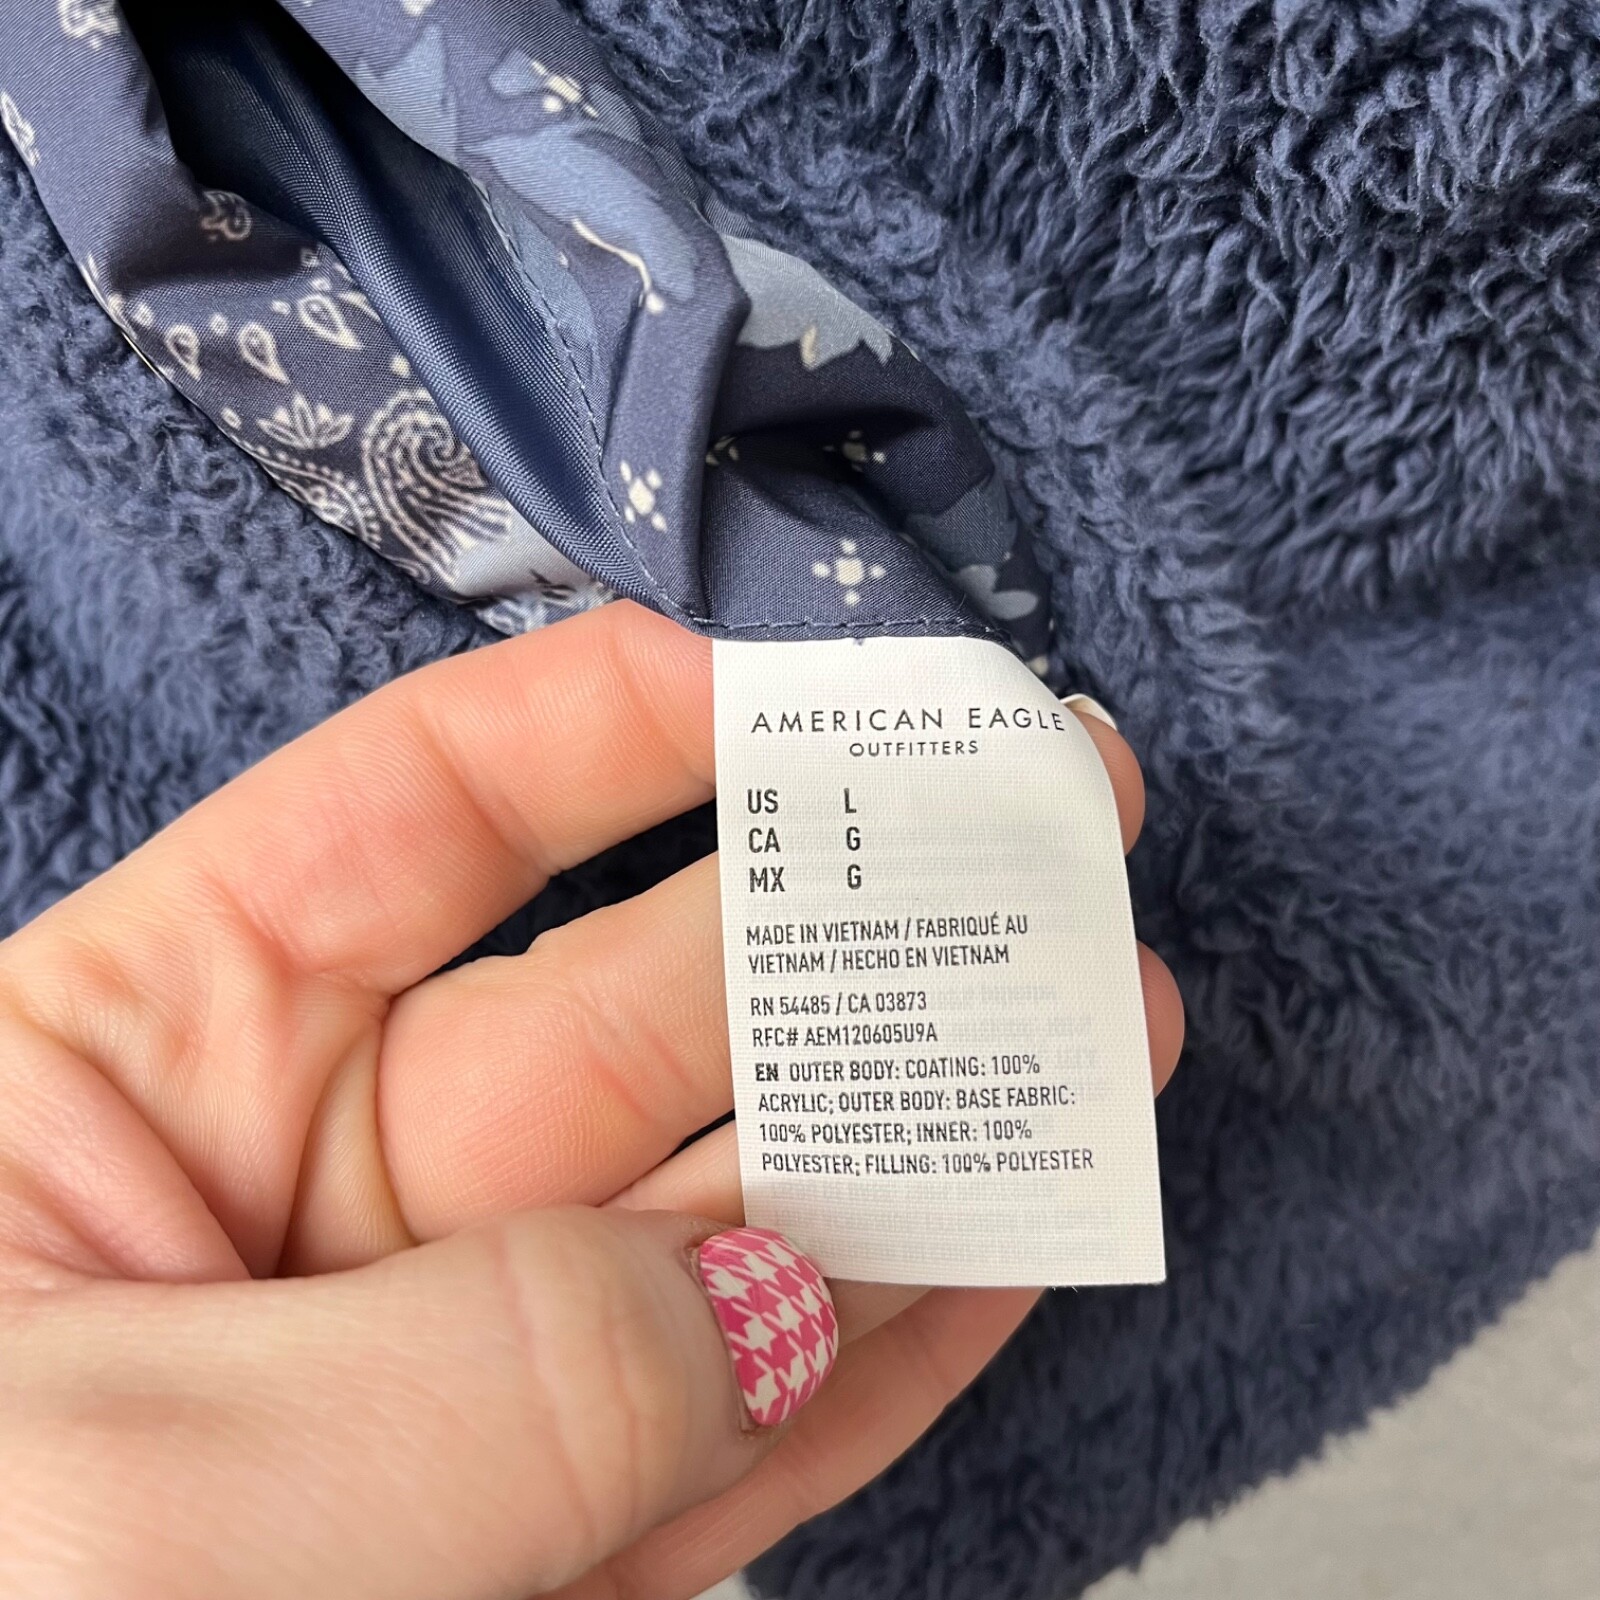 AMERICAN EAGLE
OUTFITTERS
US L
CA G
MX G
MADE IN VIETNAM / FABRIQUÉ AU
VIETNAM / HECHO EN VIETNAM
RN 54485 / CA 03873
RFC# AEM120605U9A
EN OUTER BODY: COATING: 100%
ACRYLIC; OUTER BODY: BASE FABRIC:
100% POLYESTER; INNER: 100%
POLYESTER; FILLING: 100% POLYESTER